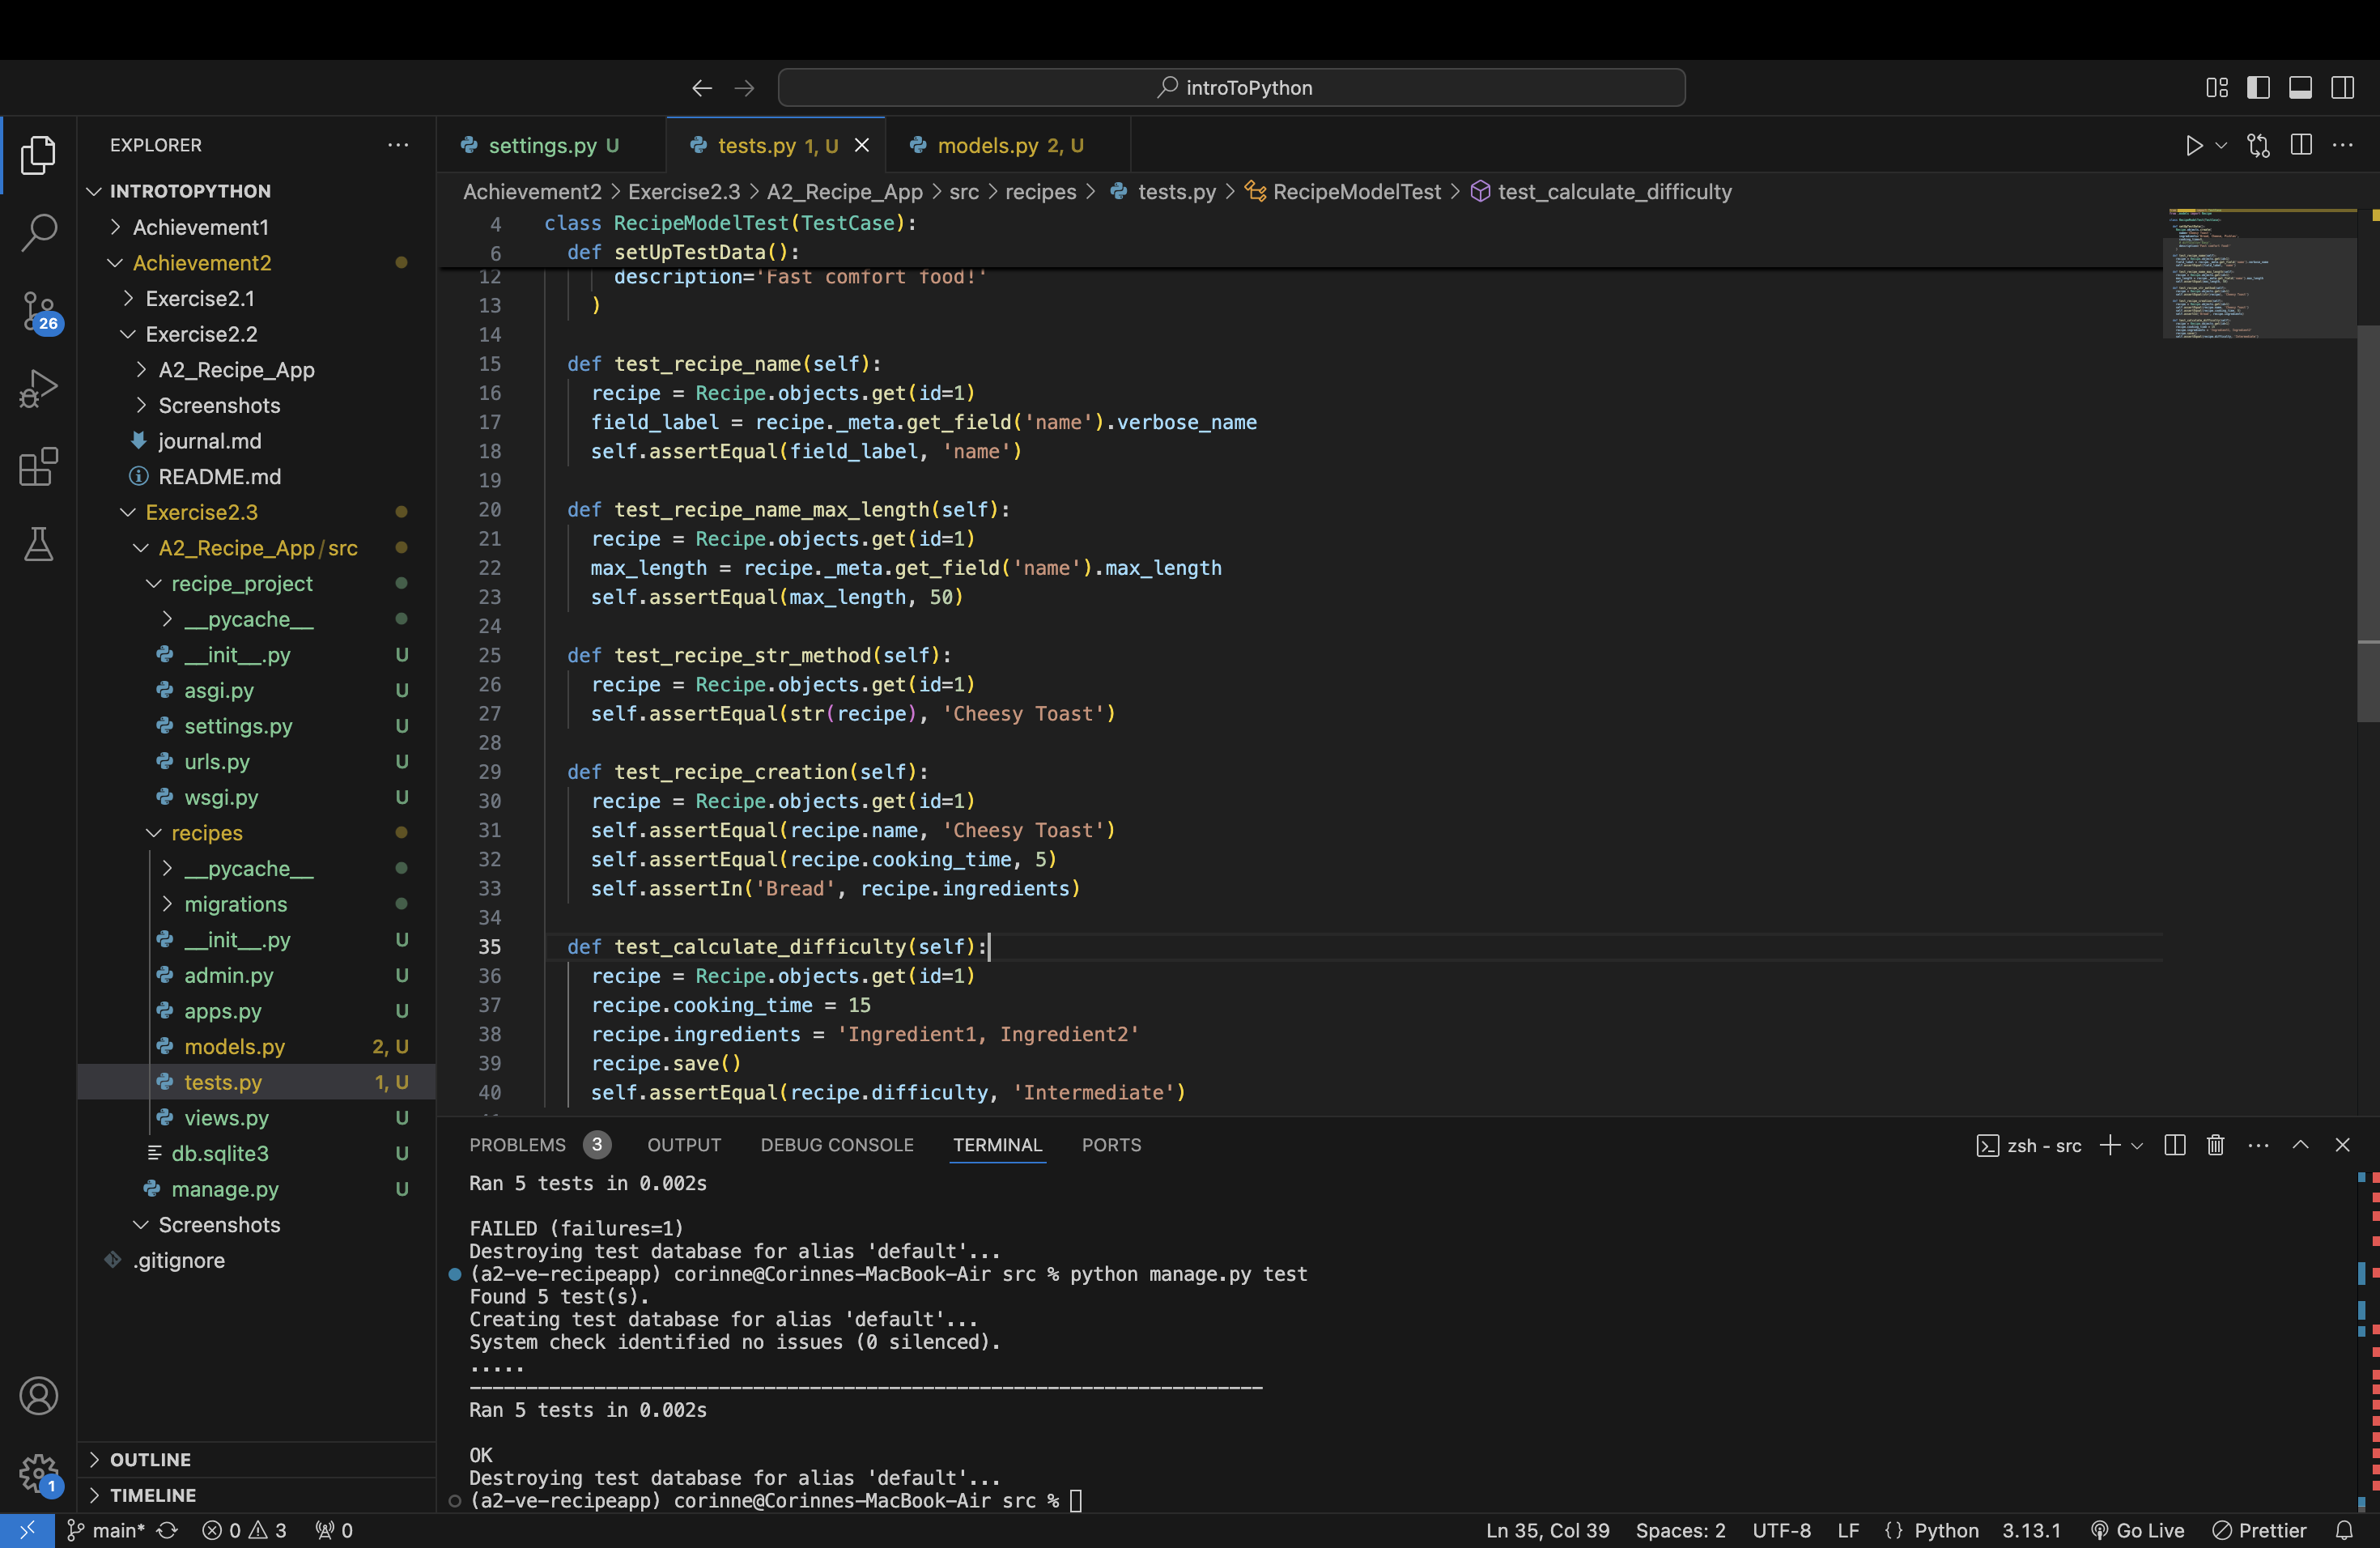 introToPython
EXPLORER
INTROTOPYTHON
Achievement1
Achievement2
Exercise2.1
Exercise2.2
A2_Recipe_App
Screenshots
journal.md
README.md
Exercise2.3
A2_Recipe_App/src
recipe_project
__pycache__
__init__.py U
asgi.py U
settings.py U
urls.py U
wsgi.py U
recipes
__pycache__
migrations
__init__.py U
admin.py U
apps.py U
models.py 2, U
tests.py 1, U
views.py U
db.sqlite3 U
manage.py U
Screenshots
.gitignore
OUTLINE
TIMELINE
26
1
settings.py U
tests.py 1, U
models.py 2, U
Achievement2 > Exercise2.3 > A2_Recipe_App > src > recipes > tests.py > RecipeModelTest > test_calculate_difficulty
4 class RecipeModelTest(TestCase):
6 def setUpTestData():
12 description='Fast comfort food!'
13 )
14
15 def test_recipe_name(self):
16 recipe = Recipe.objects.get(id=1)
17 field_label = recipe._meta.get_field('name').verbose_name
18 self.assertEqual(field_label, 'name')
19
20 def test_recipe_name_max_length(self):
21 recipe = Recipe.objects.get(id=1)
22 max_length = recipe._meta.get_field('name').max_length
23 self.assertEqual(max_length, 50)
24
25 def test_recipe_str_method(self):
26 recipe = Recipe.objects.get(id=1)
27 self.assertEqual(str(recipe), 'Cheesy Toast')
28
29 def test_recipe_creation(self):
30 recipe = Recipe.objects.get(id=1)
31 self.assertEqual(recipe.name, 'Cheesy Toast')
32 self.assertEqual(recipe.cooking_time, 5)
33 self.assertIn('Bread', recipe.ingredients)
34
35 def test_calculate_difficulty(self):
36 recipe = Recipe.objects.get(id=1)
37 recipe.cooking_time = 15
38 recipe.ingredients = 'Ingredient1, Ingredient2'
39 recipe.save()
40 self.assertEqual(recipe.difficulty, 'Intermediate')
PROBLEMS 3 OUTPUT DEBUG CONSOLE TERMINAL PORTS
zsh - src
Ran 5 tests in 0.002s
FAILED (failures=1)
Destroying test database for alias 'default'...
(a2-ve-recipeapp) corinne@Corinnes-MacBook-Air src % python manage.py test
Found 5 test(s).
Creating test database for alias 'default'...
System check identified no issues (0 silenced).
.....
----------------------------------------------------------------------
Ran 5 tests in 0.002s
OK
Destroying test database for alias 'default'...
(a2-ve-recipeapp) corinne@Corinnes-MacBook-Air src %
main* 0 3 0 Ln 35, Col 39 Spaces: 2 UTF-8 LF {} Python 3.13.1 Go Live Prettier